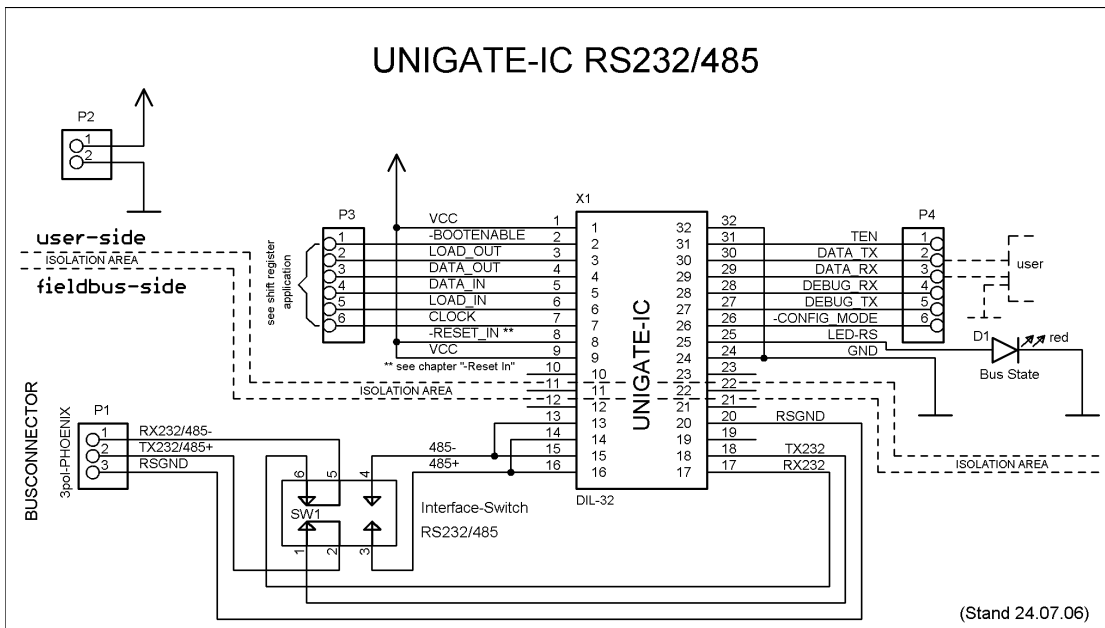 UNIGATE-IC RS232/485
P2
1
2
user-side
ISOLATION AREA
fieldbus-side
P3
1
2
3
4
5
6
see shift register
application
VCC
-BOOTENABLE
LOAD_OUT
DATA_OUT
DATA_IN
LOAD_IN
CLOCK
-RESET_IN **
VCC
** see chapter "-Reset In"
1
2
3
4
5
6
7
8
9
10
11
12
13
14
15
16
X1
1
2
3
4
5
6
7
8
9
10
11
12
13
14
15
16
UNIGATE-IC
32
31
30
29
28
27
26
25
24
23
22
21
20
19
18
17
DIL-32
32
31
30
29
28
27
26
25
24
23
22
21
20
19
18
17
TEN
DATA_TX
DATA_RX
DEBUG_RX
DEBUG_TX
-CONFIG_MODE
LED-RS
GND
RSGND
TX232
RX232
P4
1
2
3
4
5
6
user
D1
red
Bus State
ISOLATION AREA
ISOLATION AREA
BUSCONNECTOR
3pol-PHOENIX
P1
1
2
3
RX232/485-
TX232/485+
RSGND
485-
485+
6
5
4
SW1
1
2
3
Interface-Switch
RS232/485
(Stand 24.07.06)